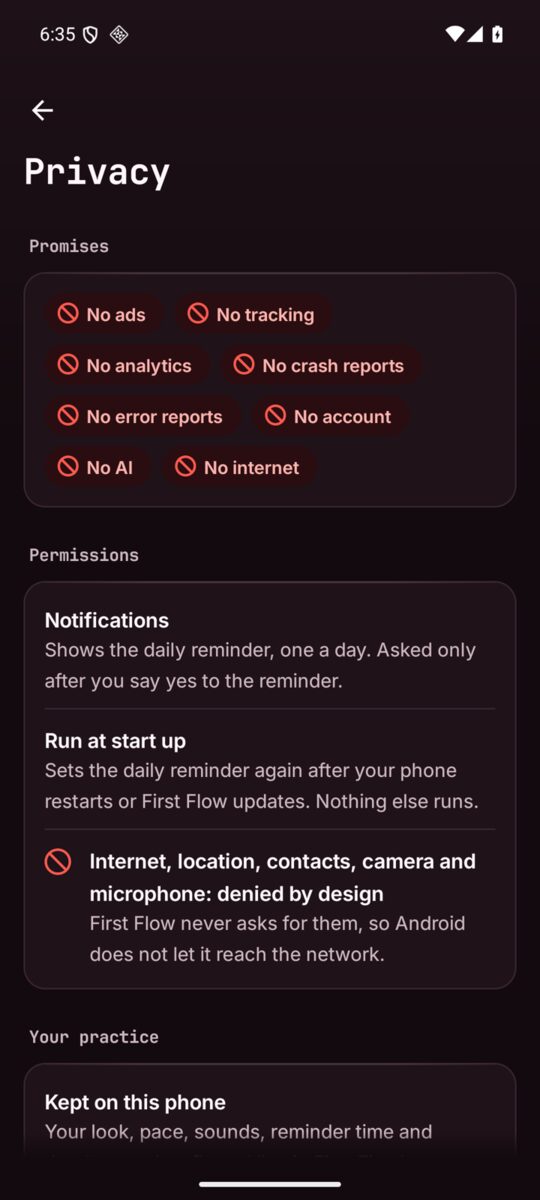 6:35
Privacy
Promises
No ads
No tracking
No analytics
No crash reports
No error reports
No account
No AI
No internet
Permissions
Notifications
Shows the daily reminder, one a day. Asked only
after you say yes to the reminder.
Run at start up
Sets the daily reminder again after your phone
restarts or First Flow updates. Nothing else runs.
Internet, location, contacts, camera and
microphone: denied by design
First Flow never asks for them, so Android
does not let it reach the network.
Your practice
Kept on this phone
Your look, pace, sounds, reminder time and